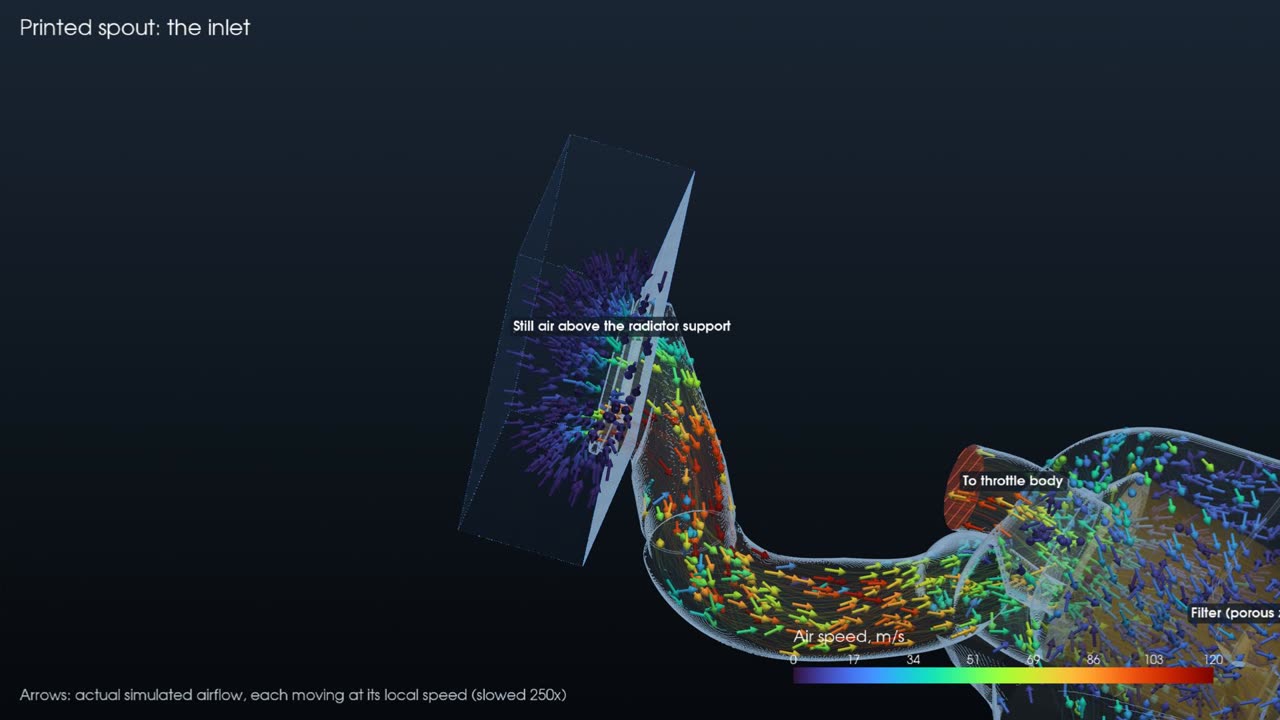 Printed spout: the inlet
Still air above the radiator support
To throttle body
Filter (porous
Air speed, m/s
0 17 34 51 69 86 103 120
Arrows: actual simulated airflow, each moving at its local speed (slowed 250x)